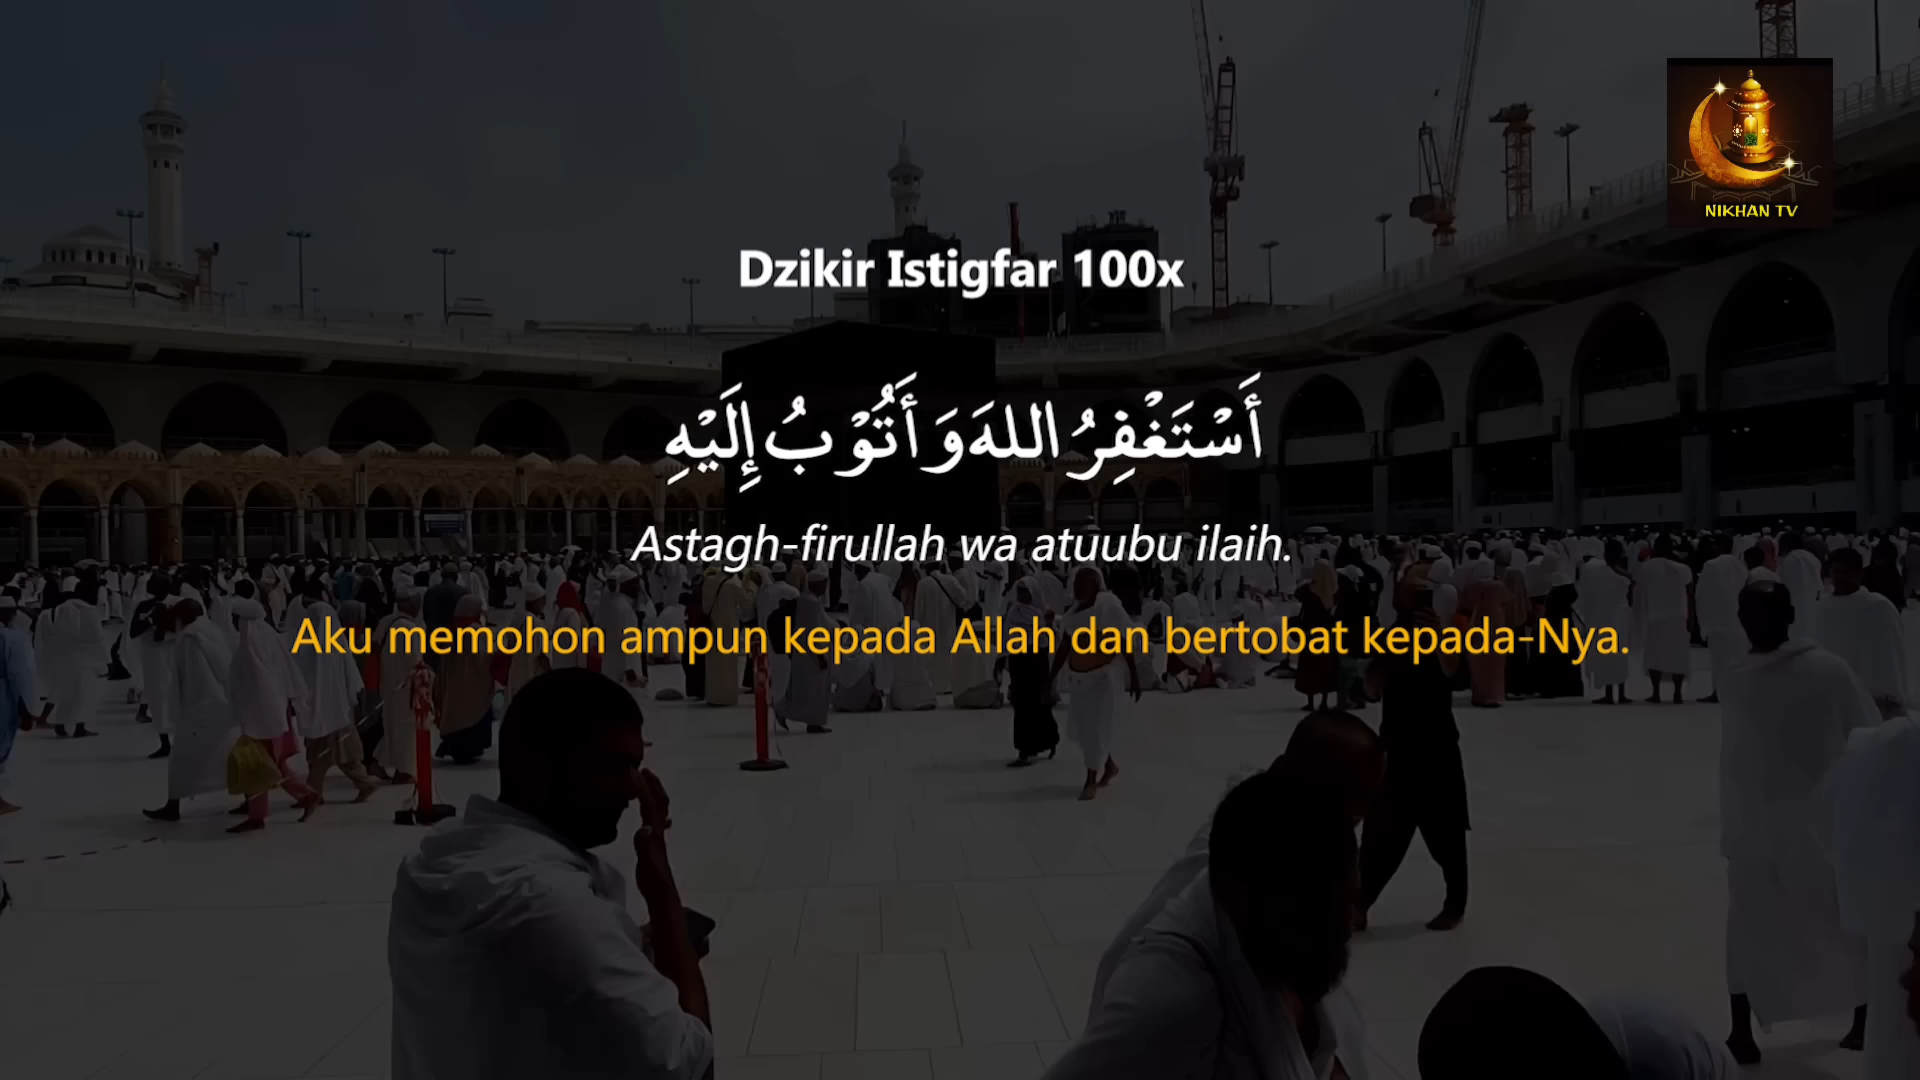 NIKHAN TV
Dzikir Istigfar 100x
أَسْتَغْفِرُ اللهَ وَ أَتُوْبُ إِلَيْهِ
Astagh-firullah wa atuubu ilaih.
Aku memohon ampun kepada Allah dan bertobat kepada-Nya.